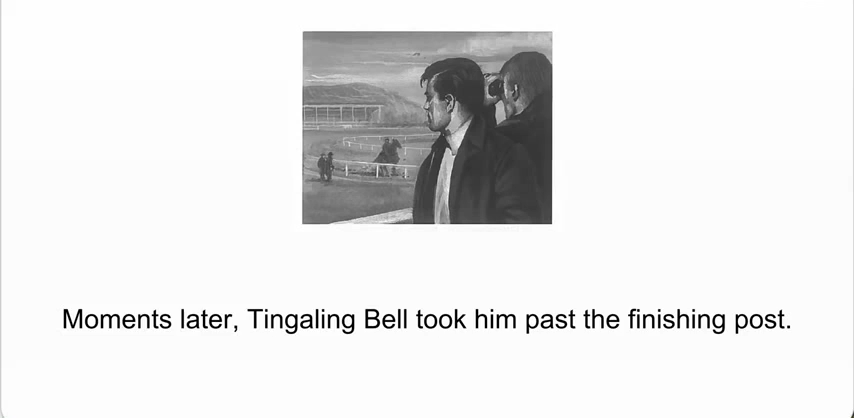 Moments later, Tingaling Bell took him past the finishing post.